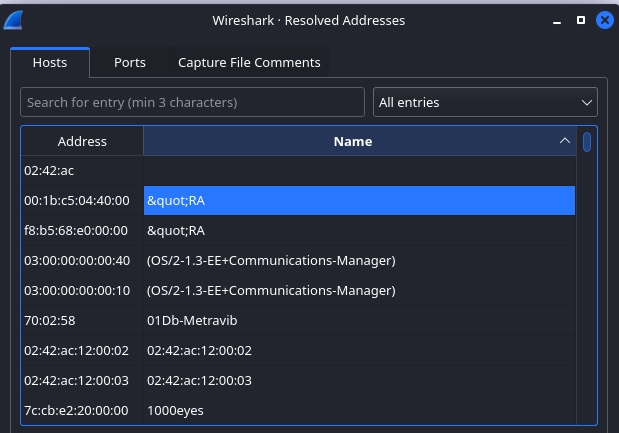 Wireshark · Resolved Addresses
Hosts Ports Capture File Comments
Search for entry (min 3 characters) All entries
Address Name
02:42:ac
00:1b:c5:04:40:00 &quot;RA
f8:b5:68:e0:00:00 &quot;RA
03:00:00:00:00:40 (OS/2-1.3-EE+Communications-Manager)
03:00:00:00:00:10 (OS/2-1.3-EE+Communications-Manager)
70:02:58 01Db-Metravib
02:42:ac:12:00:02 02:42:ac:12:00:02
02:42:ac:12:00:03 02:42:ac:12:00:03
7c:cb:e2:20:00:00 1000eyes